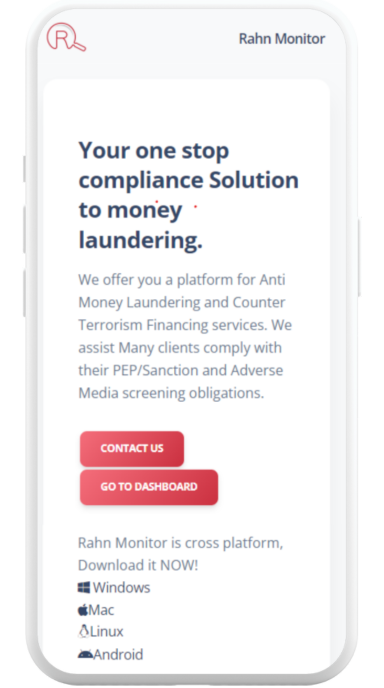 R
Rahn Monitor
Your one stop
compliance Solution
to money
laundering.
We offer you a platform for Anti
Money Laundering and Counter
Terrorism Financing services. We
assist Many clients comply with
their PEP/Sanction and Adverse
Media screening obligations.
CONTACT US
GO TO DASHBOARD
Rahn Monitor is cross platform,
Download it NOW!
Windows
Mac
Linux
Android